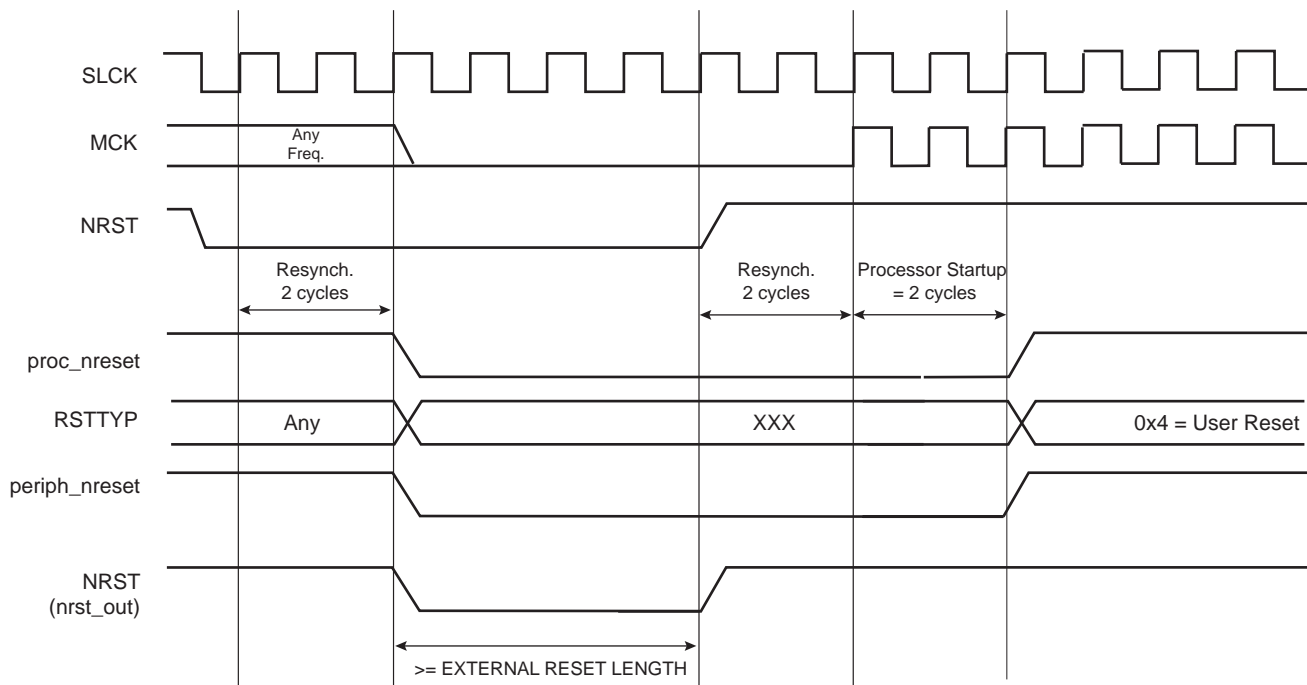 SLCK
MCK
Any
Freq.
NRST
Resynch.
2 cycles
Resynch.
2 cycles
Processor Startup
= 2 cycles
proc_nreset
RSTTYP
Any
XXX
0x4 = User Reset
periph_nreset
NRST
(nrst_out)
>= EXTERNAL RESET LENGTH